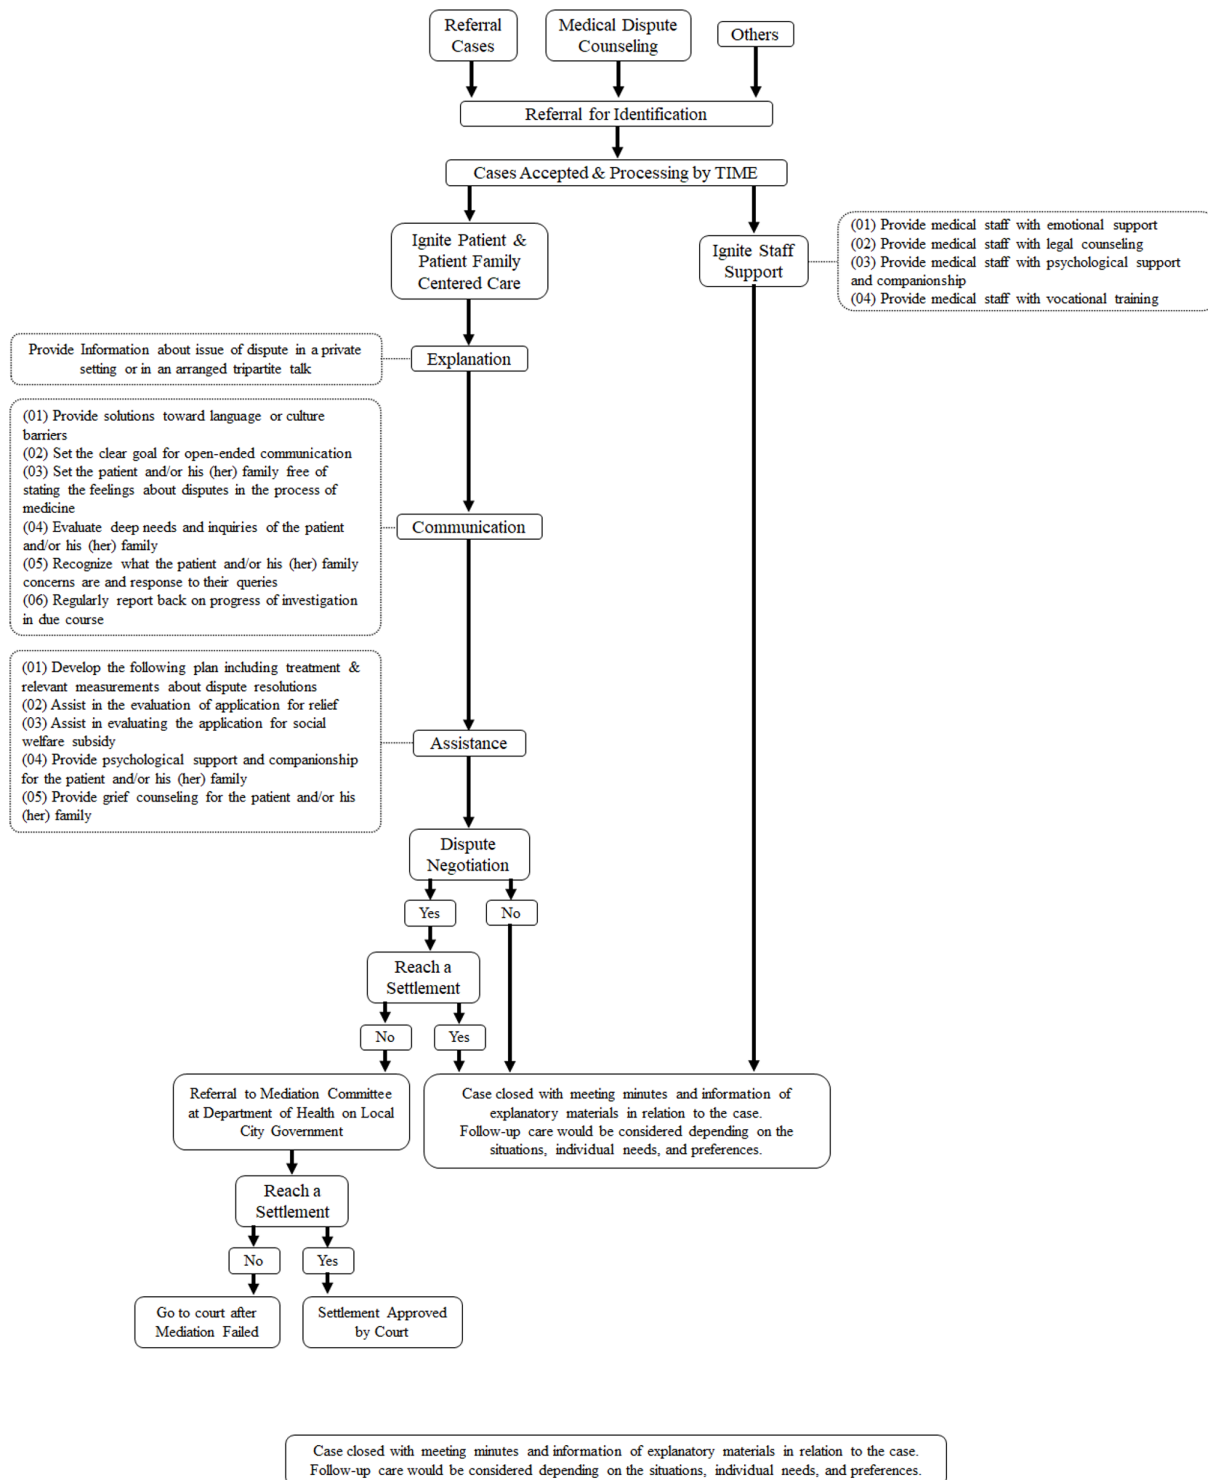 Referral
Cases
Medical Dispute
Counseling
Others
Referral for Identification
Cases Accepted & Processing by TIME
Ignite Patient &
Patient Family
Centered Care
Ignite Staff
Support
(01) Provide medical staff with emotional support
(02) Provide medical staff with legal counseling
(03) Provide medical staff with psychological support
and companionship
(04) Provide medical staff with vocational training
Provide Information about issue of dispute in a private
setting or in an arranged tripartite talk
Explanation
(01) Provide solutions toward language or culture
barriers
(02) Set the clear goal for open-ended communication
(03) Set the patient and/or his (her) family free of
stating the feelings about disputes in the process of
medicine
(04) Evaluate deep needs and inquiries of the patient
and/or his (her) family
(05) Recognize what the patient and/or his (her) family
concerns are and response to their queries
(06) Regularly report back on progress of investigation
in due course
Communication
(01) Develop the following plan including treatment &
relevant measurements about dispute resolutions
(02) Assist in the evaluation of application for relief
(03) Assist in evaluating the application for social
welfare subsidy
(04) Provide psychological support and companionship
for the patient and/or his (her) family
(05) Provide grief counseling for the patient and/or his
(her) family
Assistance
Dispute
Negotiation
Yes
No
Reach a
Settlement
No
Yes
Referral to Mediation Committee
at Department of Health on Local
City Government
Case closed with meeting minutes and information of
explanatory materials in relation to the case.
Follow-up care would be considered depending on the
situations, individual needs, and preferences.
Reach a
Settlement
No
Yes
Go to court after
Mediation Failed
Settlement Approved
by Court
Case closed with meeting minutes and information of explanatory materials in relation to the case.
Follow-up care would be considered depending on the situations, individual needs, and preferences.